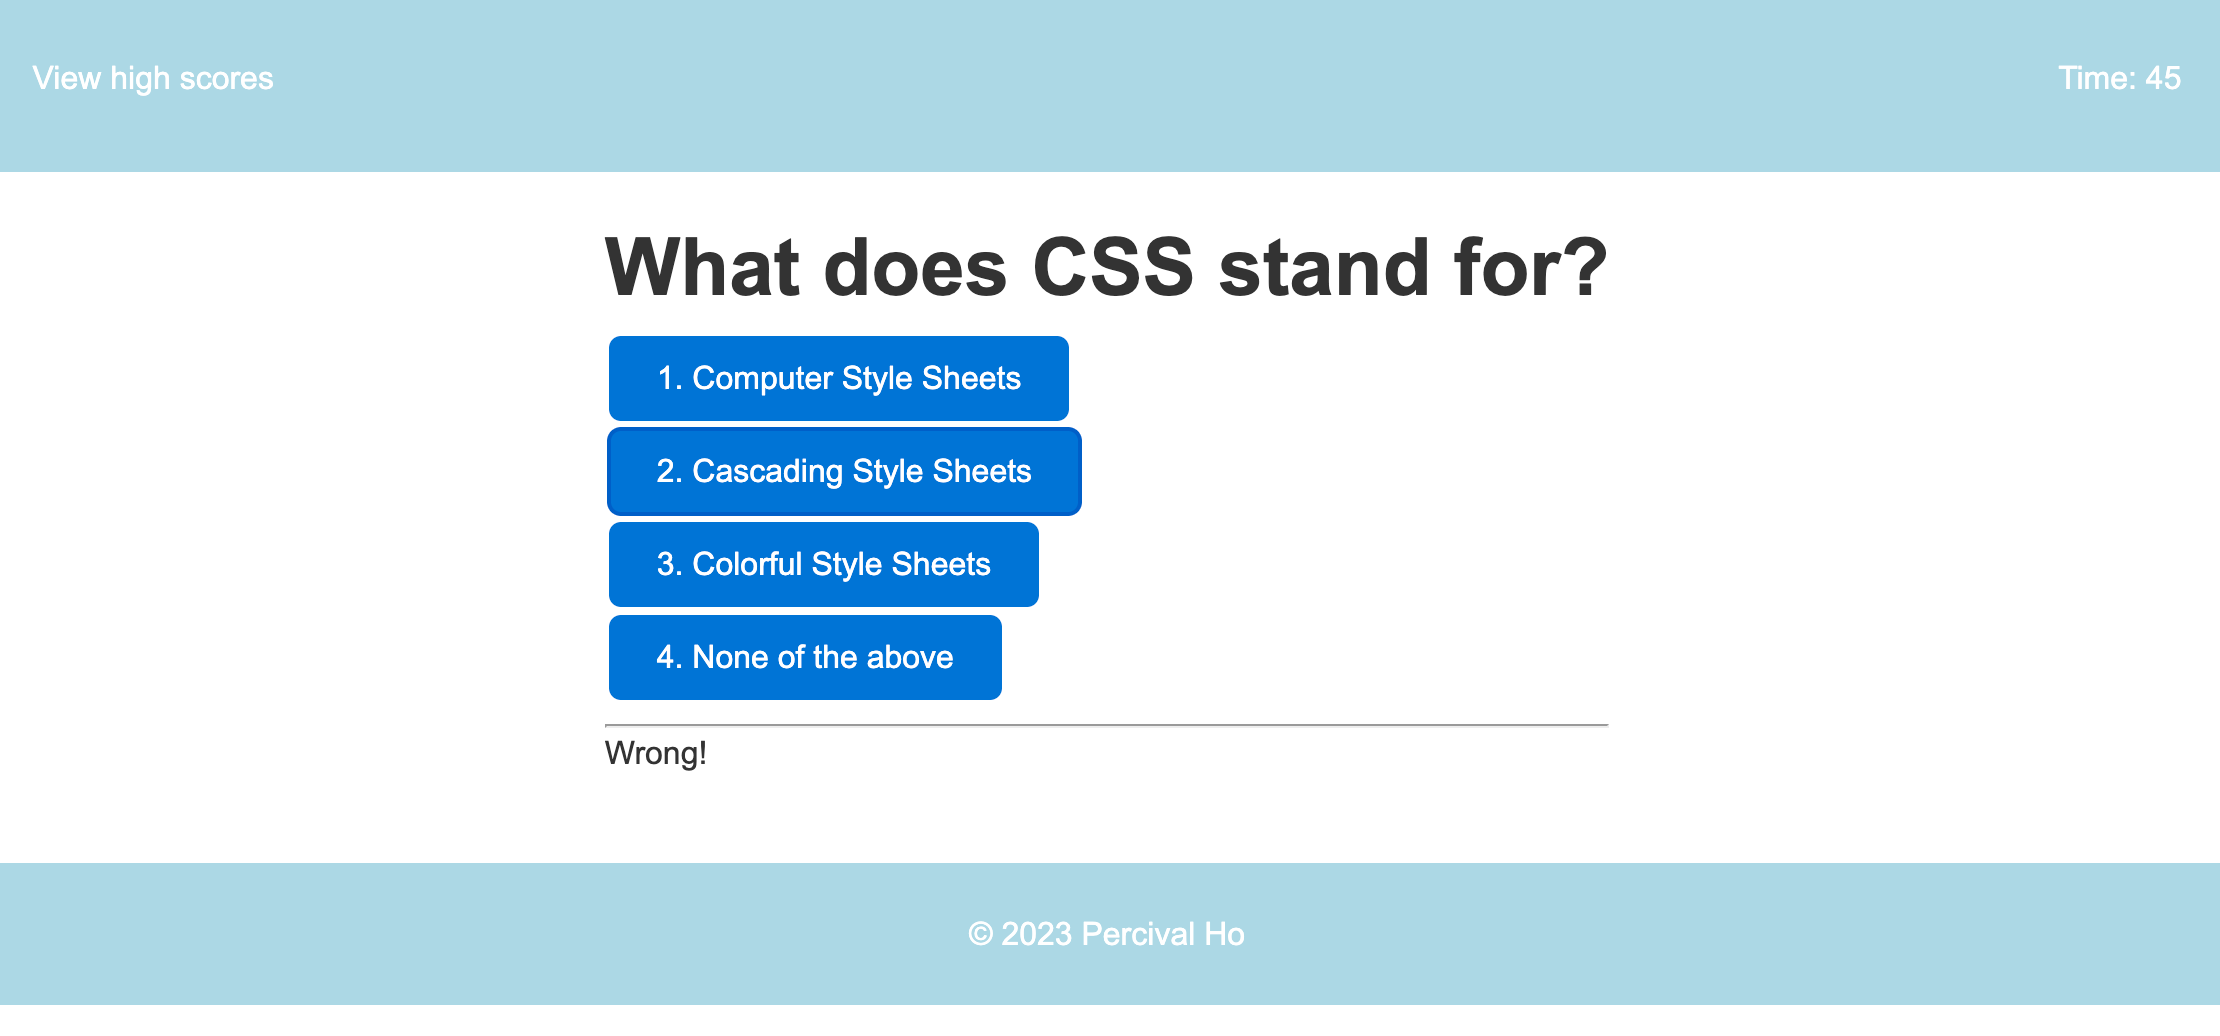 View high scores
Time: 45
What does CSS stand for?
1. Computer Style Sheets
2. Cascading Style Sheets
3. Colorful Style Sheets
4. None of the above
Wrong!
© 2023 Percival Ho